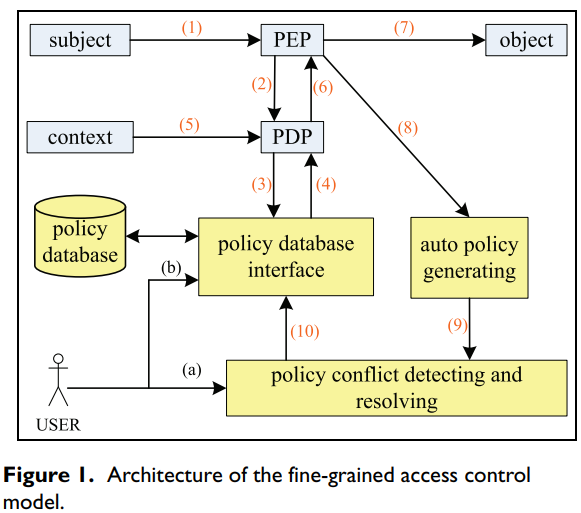 (1)
(7)
subject
PEP
object
(2)
(6)
(5)
(8)
context
PDP
(3)
(4)
policy
database
policy database
interface
auto policy
generating
(b)
(10)
(9)
(a)
policy conflict detecting and
resolving
USER
Figure 1. Architecture of the fine-grained access control
model.